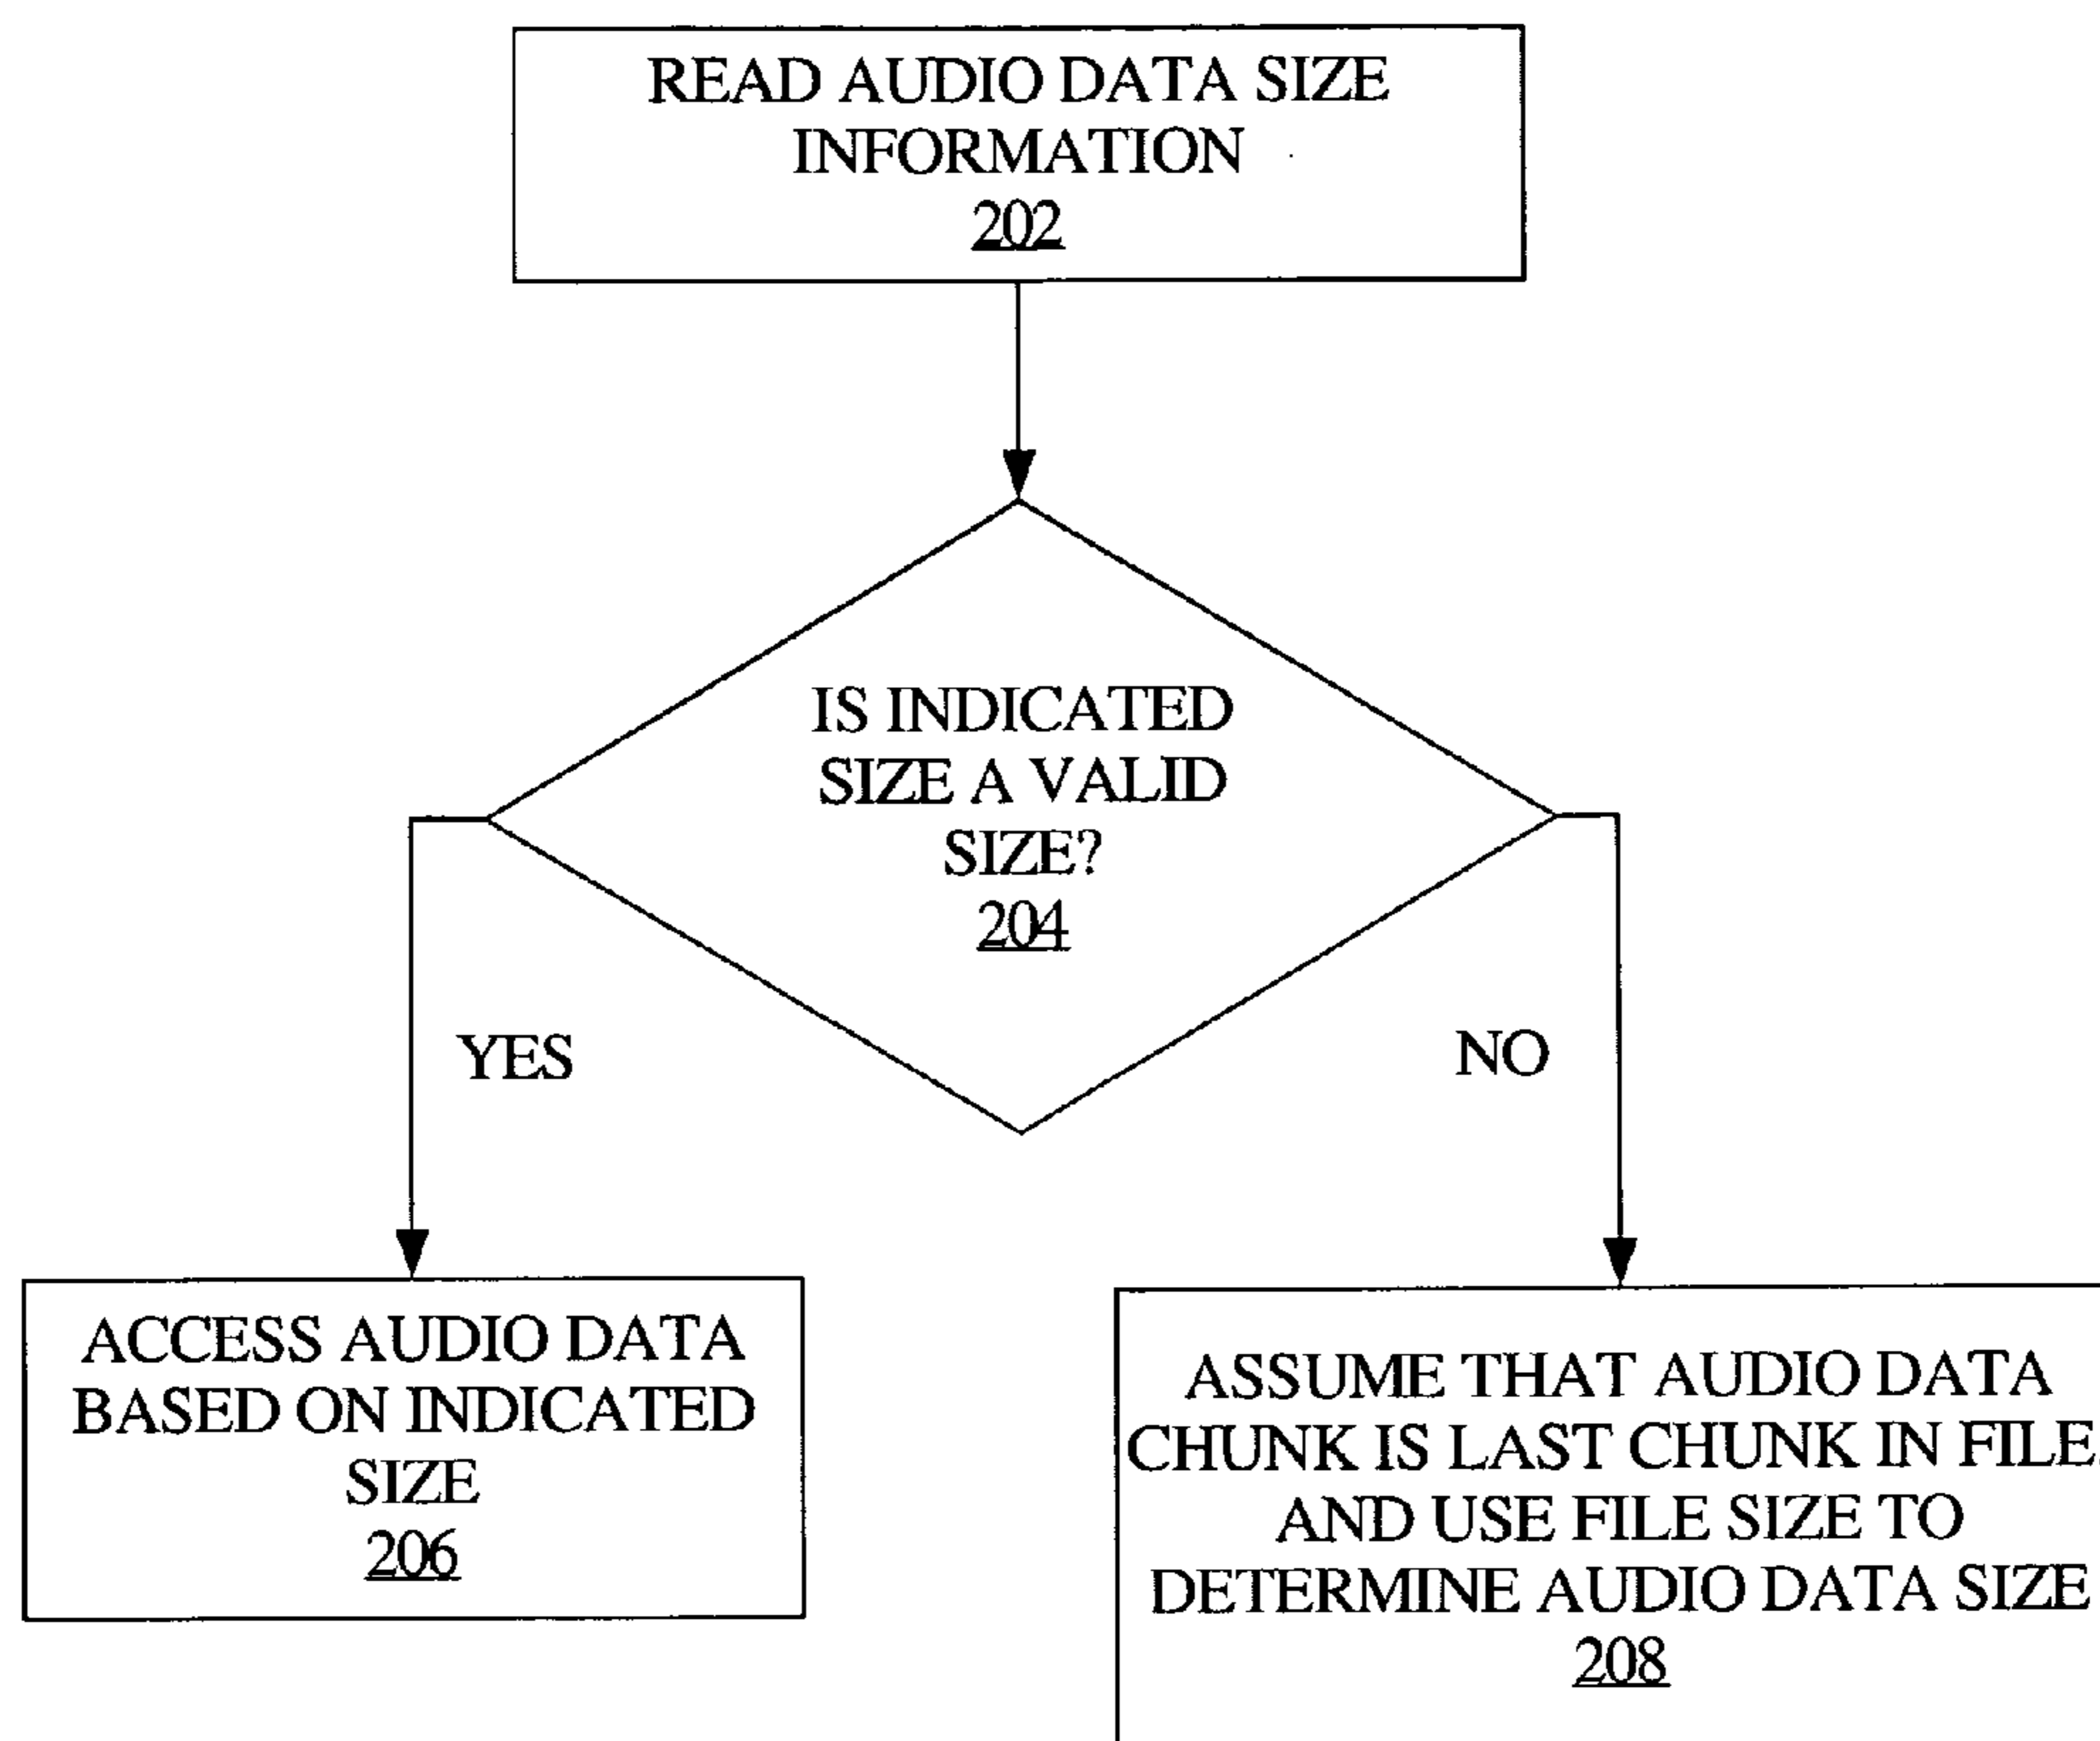 READ AUDIO DATA SIZE
INFORMATION
202
IS INDICATED
SIZE A VALID
SIZE?
204
YES
NO
ACCESS AUDIO DATA
BASED ON INDICATED
SIZE
206
ASSUME THAT AUDIO DATA
CHUNK IS LAST CHUNK IN FILE
AND USE FILE SIZE TO
DETERMINE AUDIO DATA SIZE
208